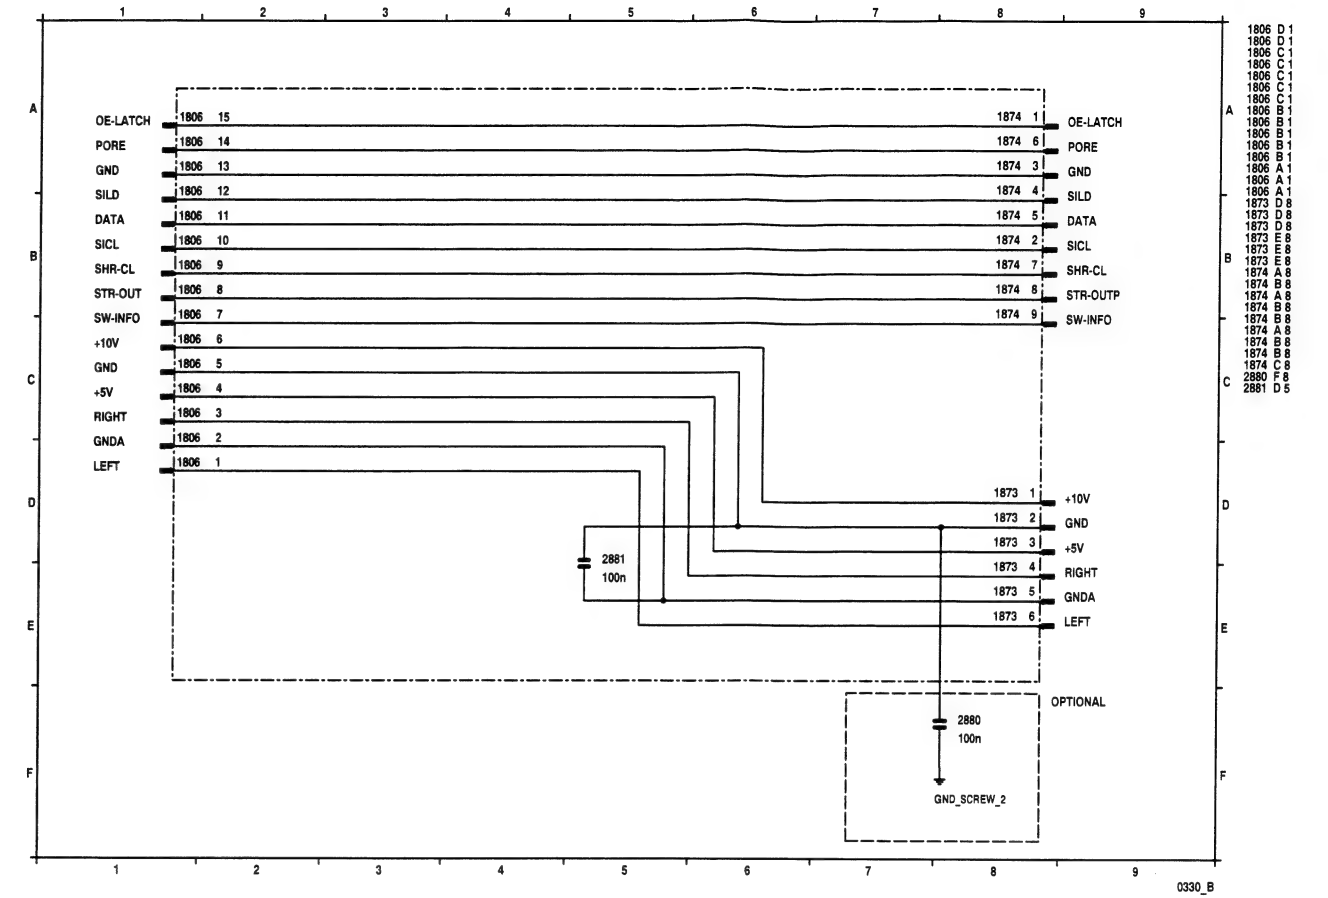 1 2 3 4 5 6 7 8 9
A A
B B
C C
D D
E E
F F
OE-LATCH 1806 15 1874 1 OE-LATCH
PORE 1806 14 1874 6 PORE
GND 1806 13 1874 3 GND
SILD 1806 12 1874 4 SILD
DATA 1806 11 1874 5 DATA
SICL 1806 10 1874 2 SICL
SHR-CL 1806 9 1874 7 SHR-CL
STR-OUT 1806 8 1874 8 STR-OUTP
SW-INFO 1806 7 1874 9 SW-INFO
+10V 1806 6
GND 1806 5
+5V 1806 4
RIGHT 1806 3
GNDA 1806 2
LEFT 1806 1
1873 1 +10V
1873 2 GND
1873 3 +5V
1873 4 RIGHT
1873 5 GNDA
1873 6 LEFT
2881
100n
OPTIONAL
2880
100n
GND_SCREW_2
1 2 3 4 5 6 7 8 9
0330_B
1806 D 1
1806 D 1
1806 C 1
1806 C 1
1806 C 1
1806 C 1
1806 C 1
1806 B 1
1806 B 1
1806 B 1
1806 B 1
1806 B 1
1806 A 1
1806 A 1
1806 A 1
1873 D 8
1873 D 8
1873 D 8
1873 E 8
1873 E 8
1873 E 8
1874 A 8
1874 B 8
1874 A 8
1874 B 8
1874 B 8
1874 A 8
1874 B 8
1874 B 8
1874 C 8
2880 F 8
2881 D 5